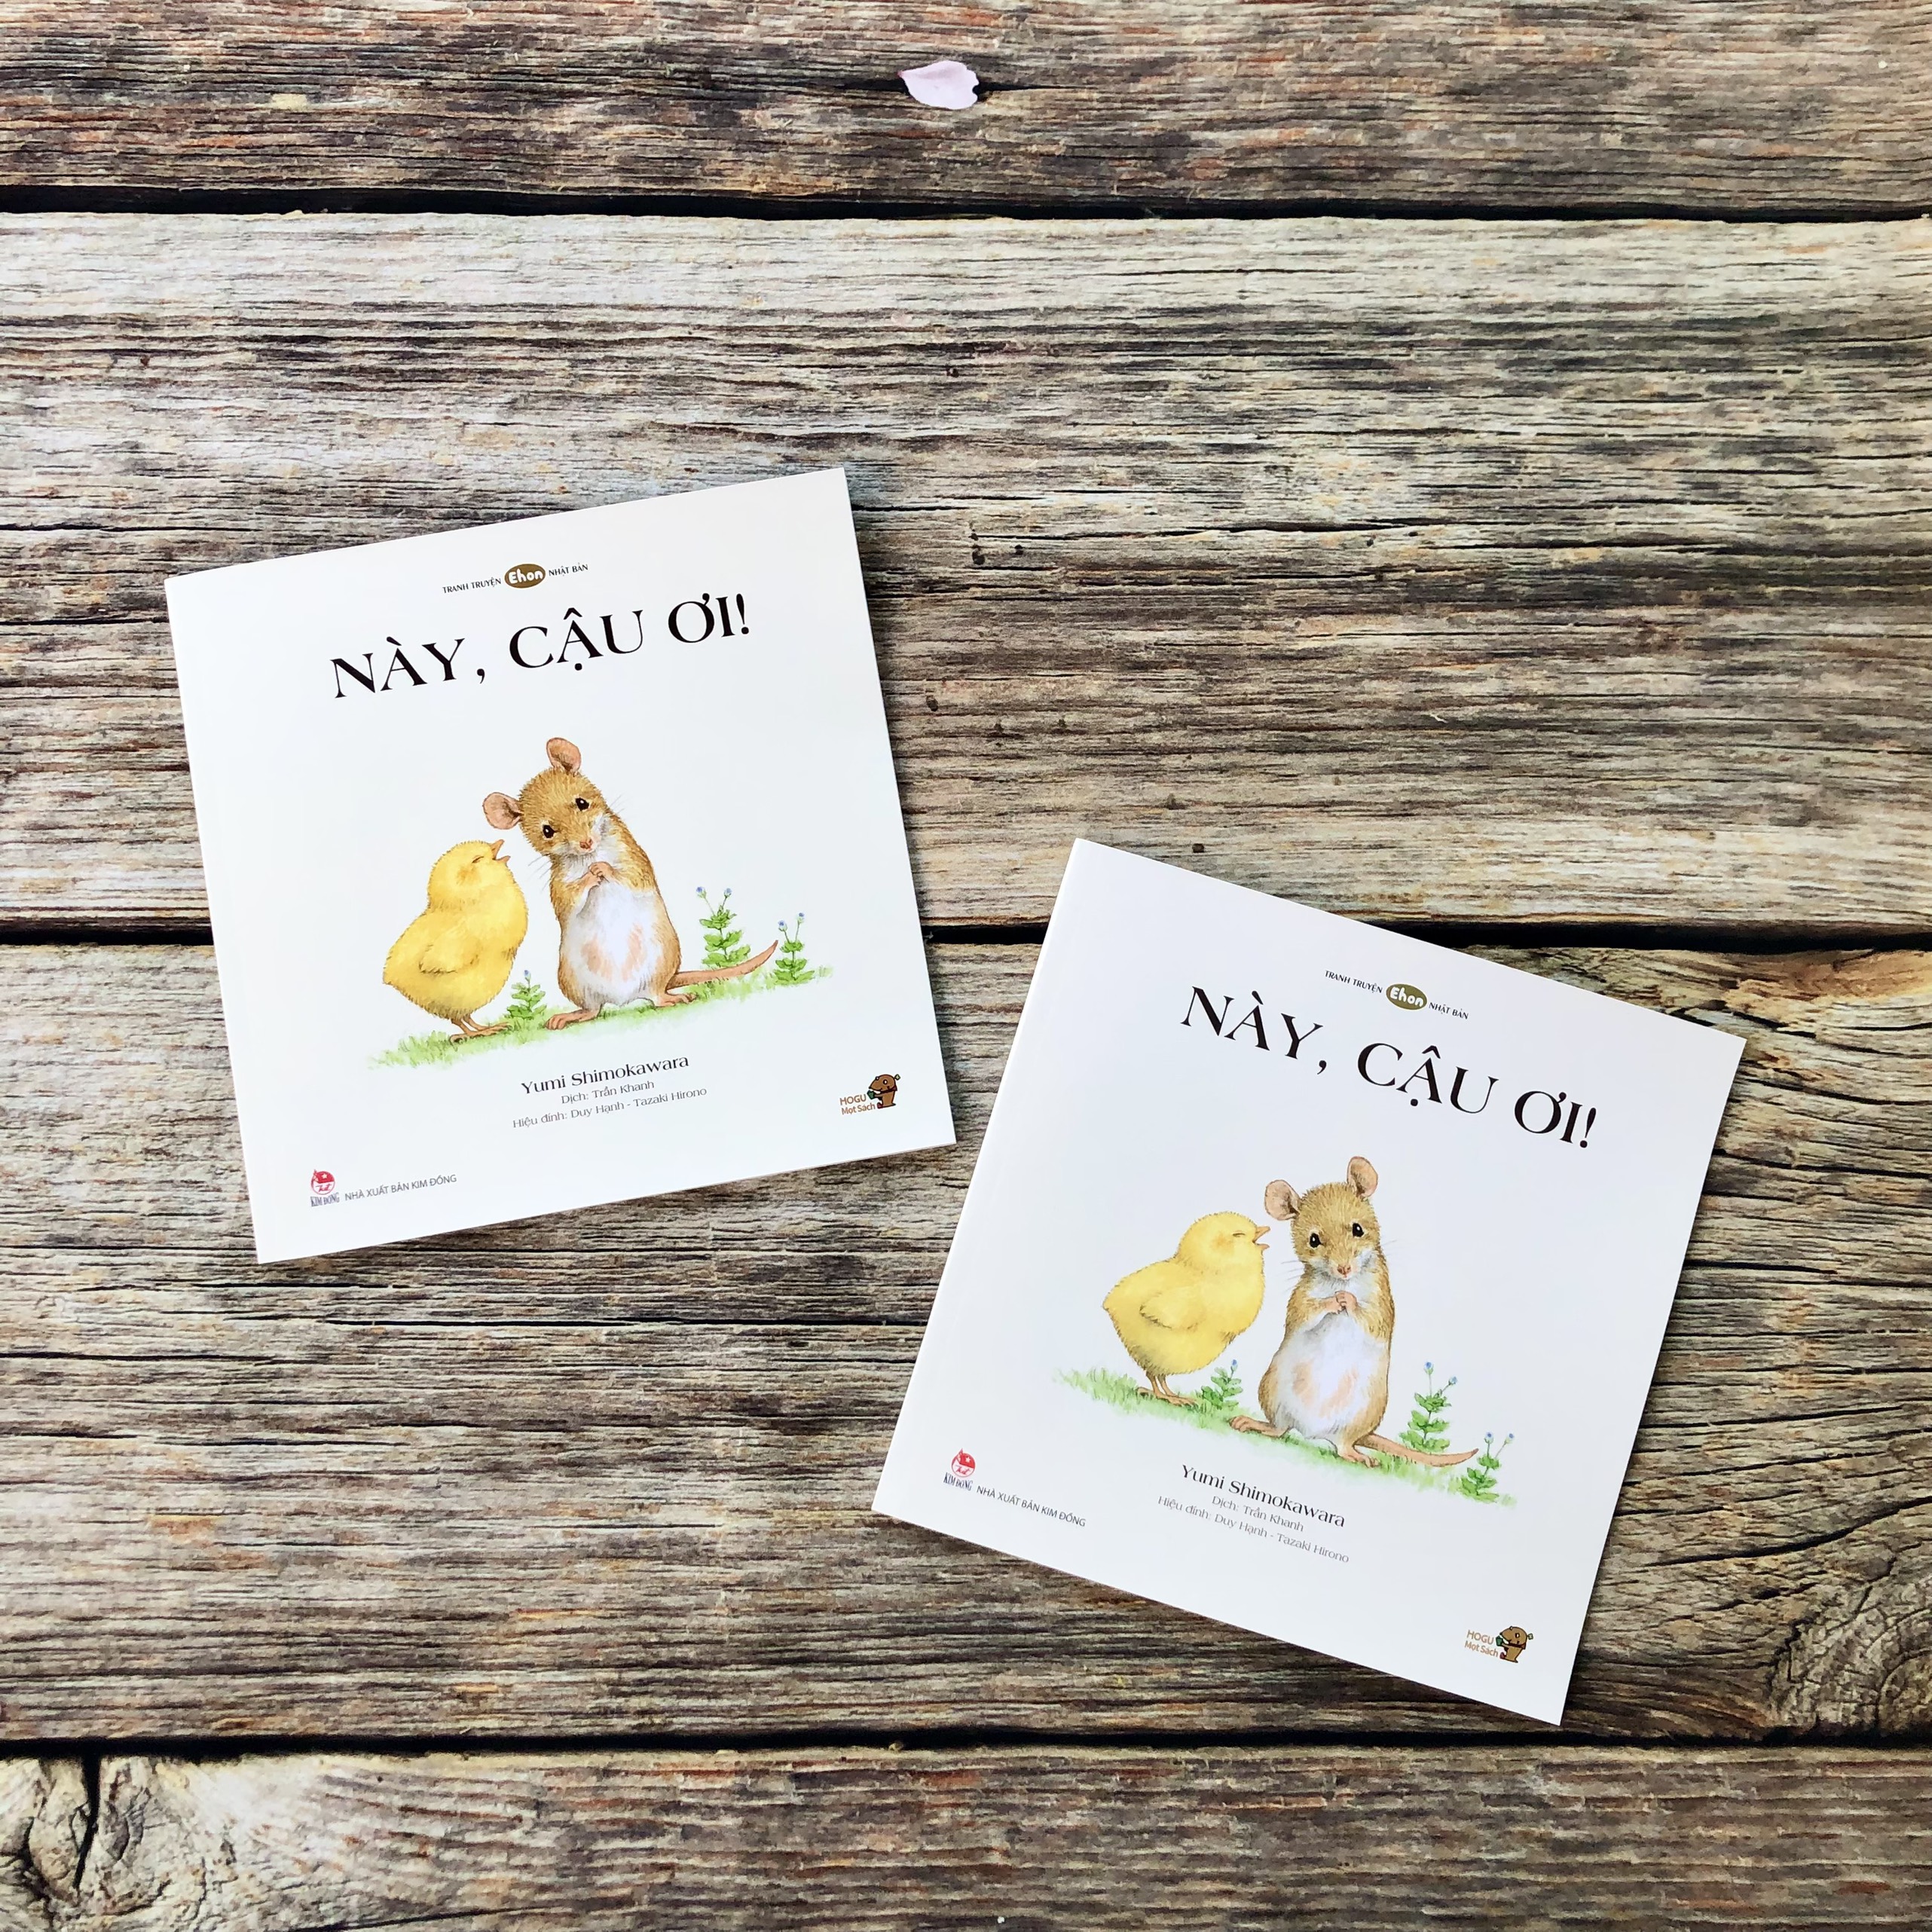 TRANH TRUYỆN Ehon NHẬT BẢN
NÀY, CẬU ƠI!
Yumi Shimokawara
Dịch: Trần Khanh
Hiệu đính: Duy Hạnh - Tazaki Hirono
HOGU
Mọt Sách
KIM ĐỒNG
NHÀ XUẤT BẢN KIM ĐỒNG
TRANH TRUYỆN Ehon NHẬT BẢN
NÀY, CẬU ƠI!
Yumi Shimokawara
Dịch: Trần Khanh
Hiệu đính: Duy Hạnh - Tazaki Hirono
KIM ĐỒNG
NHÀ XUẤT BẢN KIM ĐỒNG
HOGU
Mọt Sách